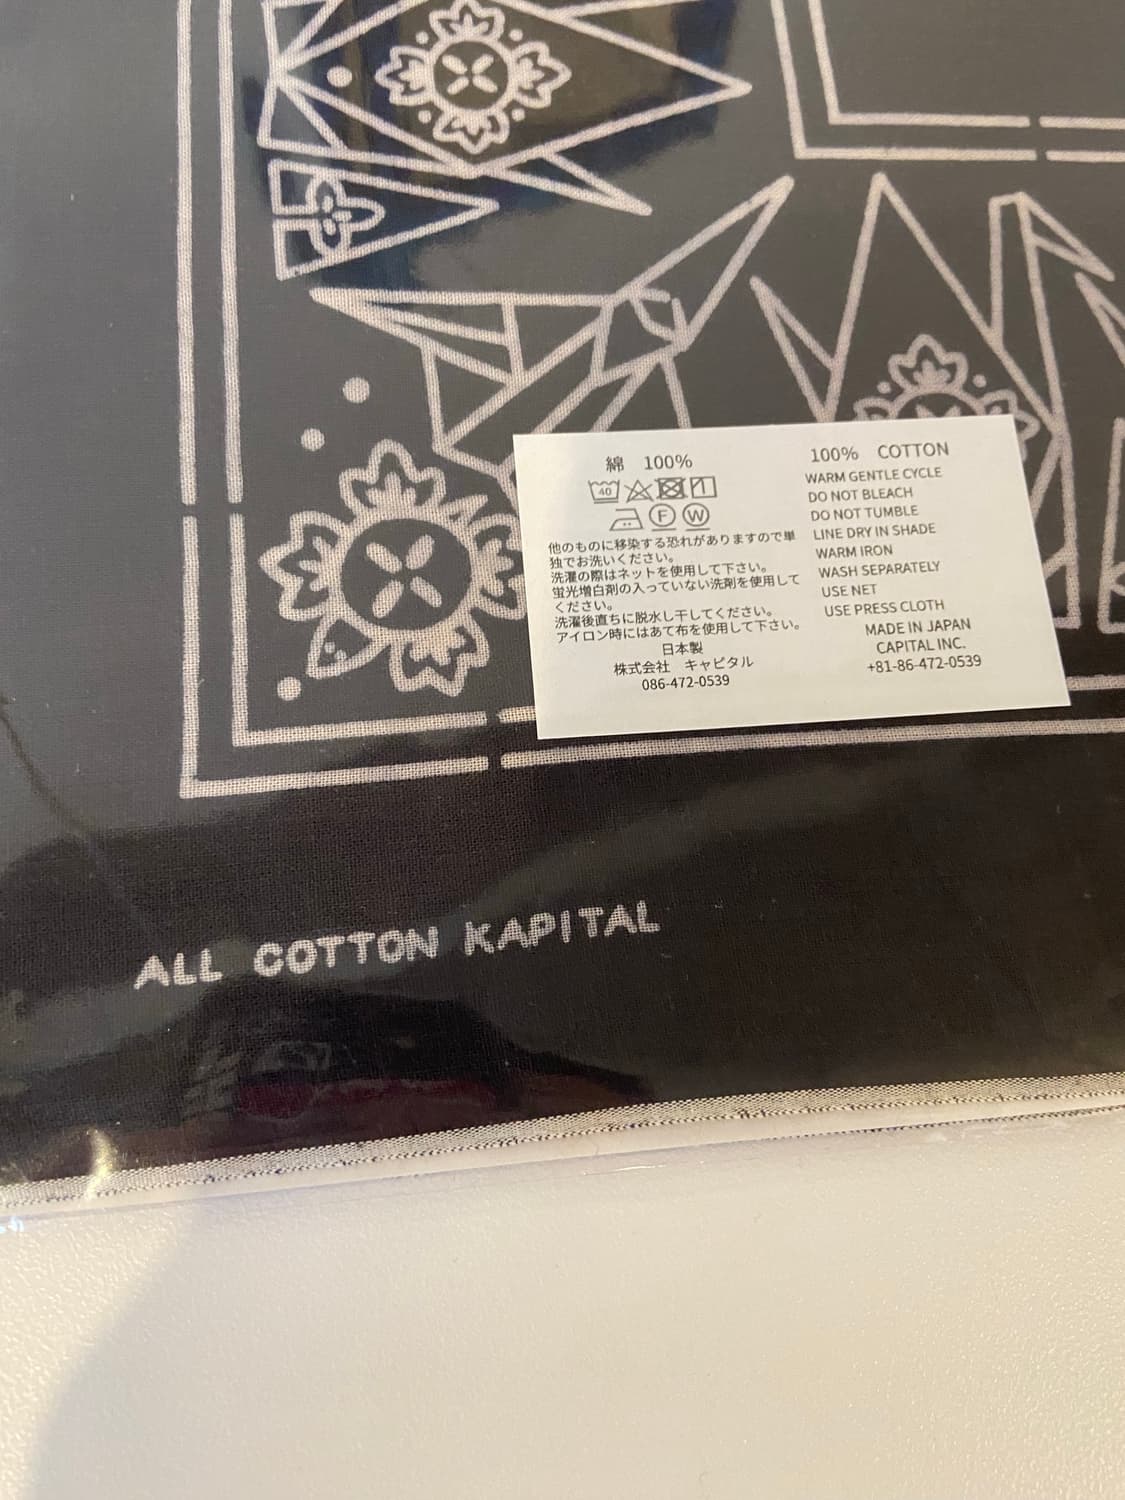 綿 100%
40
F W
他のものに移染する恐れがありますので単
独でお洗いください。
洗濯の際はネットを使用して下さい。
蛍光増白剤の入っていない洗剤を使用して
ください。
洗濯後直ちに脱水し干してください。
アイロン時にはあて布を使用して下さい。
日本製
株式会社 キャピタル
086-472-0539
100% COTTON
WARM GENTLE CYCLE
DO NOT BLEACH
DO NOT TUMBLE
LINE DRY IN SHADE
WARM IRON
WASH SEPARATELY
USE NET
USE PRESS CLOTH
MADE IN JAPAN
CAPITAL INC.
+81-86-472-0539
ALL COTTON KAPITAL